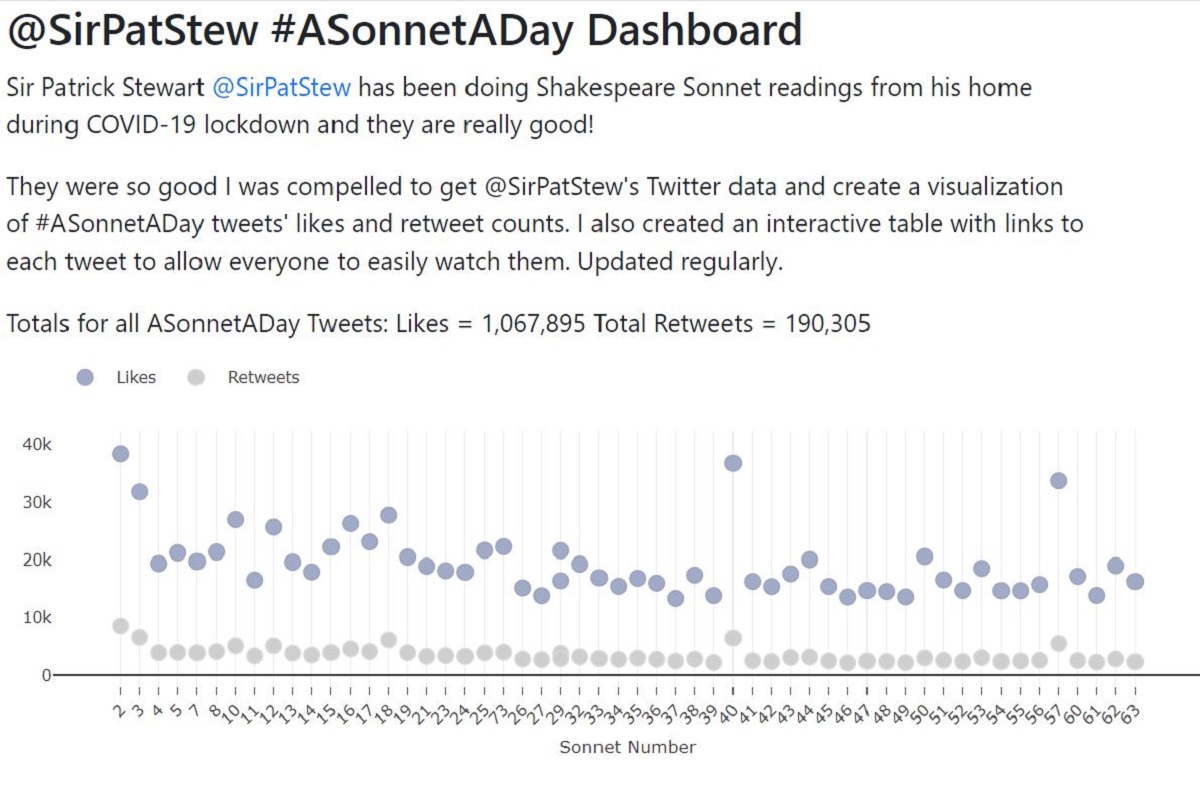 @SirPatStew #ASonnetADay Dashboard
Sir Patrick Stewart @SirPatStew has been doing Shakespeare Sonnet readings from his home
during COVID-19 lockdown and they are really good!
They were so good I was compelled to get @SirPatStew's Twitter data and create a visualization
of #ASonnetADay tweets' likes and retweet counts. I also created an interactive table with links to
each tweet to allow everyone to easily watch them. Updated regularly.
Totals for all ASonnetADay Tweets: Likes = 1,067,895 Total Retweets = 190,305
Likes Retweets
40k
30k
20k
10k
0
2 3 4 5 7 8 10 11 12 13 14 15 16 17 18 19 21 23 24 25 73 26 27 29 32 33 34 35 36 37 38 39 40 41 42 43 44 45 46 47 48 49 50 51 52 53 54 55 56 57 60 61 62 63
Sonnet Number